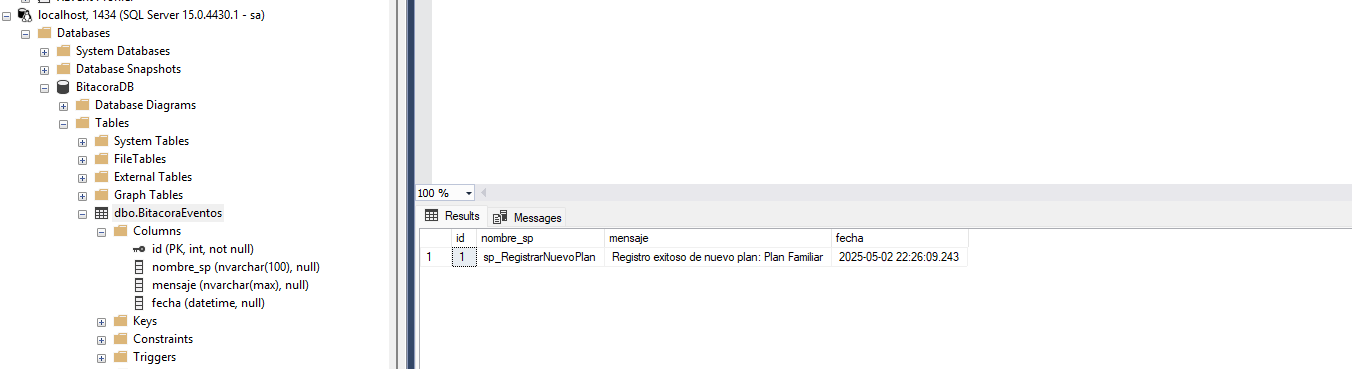 localhost, 1434 (SQL Server 15.0.4430.1 - sa)
Databases
System Databases
Database Snapshots
BitacoraDB
Database Diagrams
Tables
System Tables
FileTables
External Tables
Graph Tables
dbo.BitacoraEventos
Columns
id (PK, int, not null)
nombre_sp (nvarchar(100), null)
mensaje (nvarchar(max), null)
fecha (datetime, null)
Keys
Constraints
Triggers
100 %
Results Messages
id nombre_sp mensaje fecha
1 1 sp_RegistrarNuevoPlan Registro exitoso de nuevo plan: Plan Familiar 2025-05-02 22:26:09.243